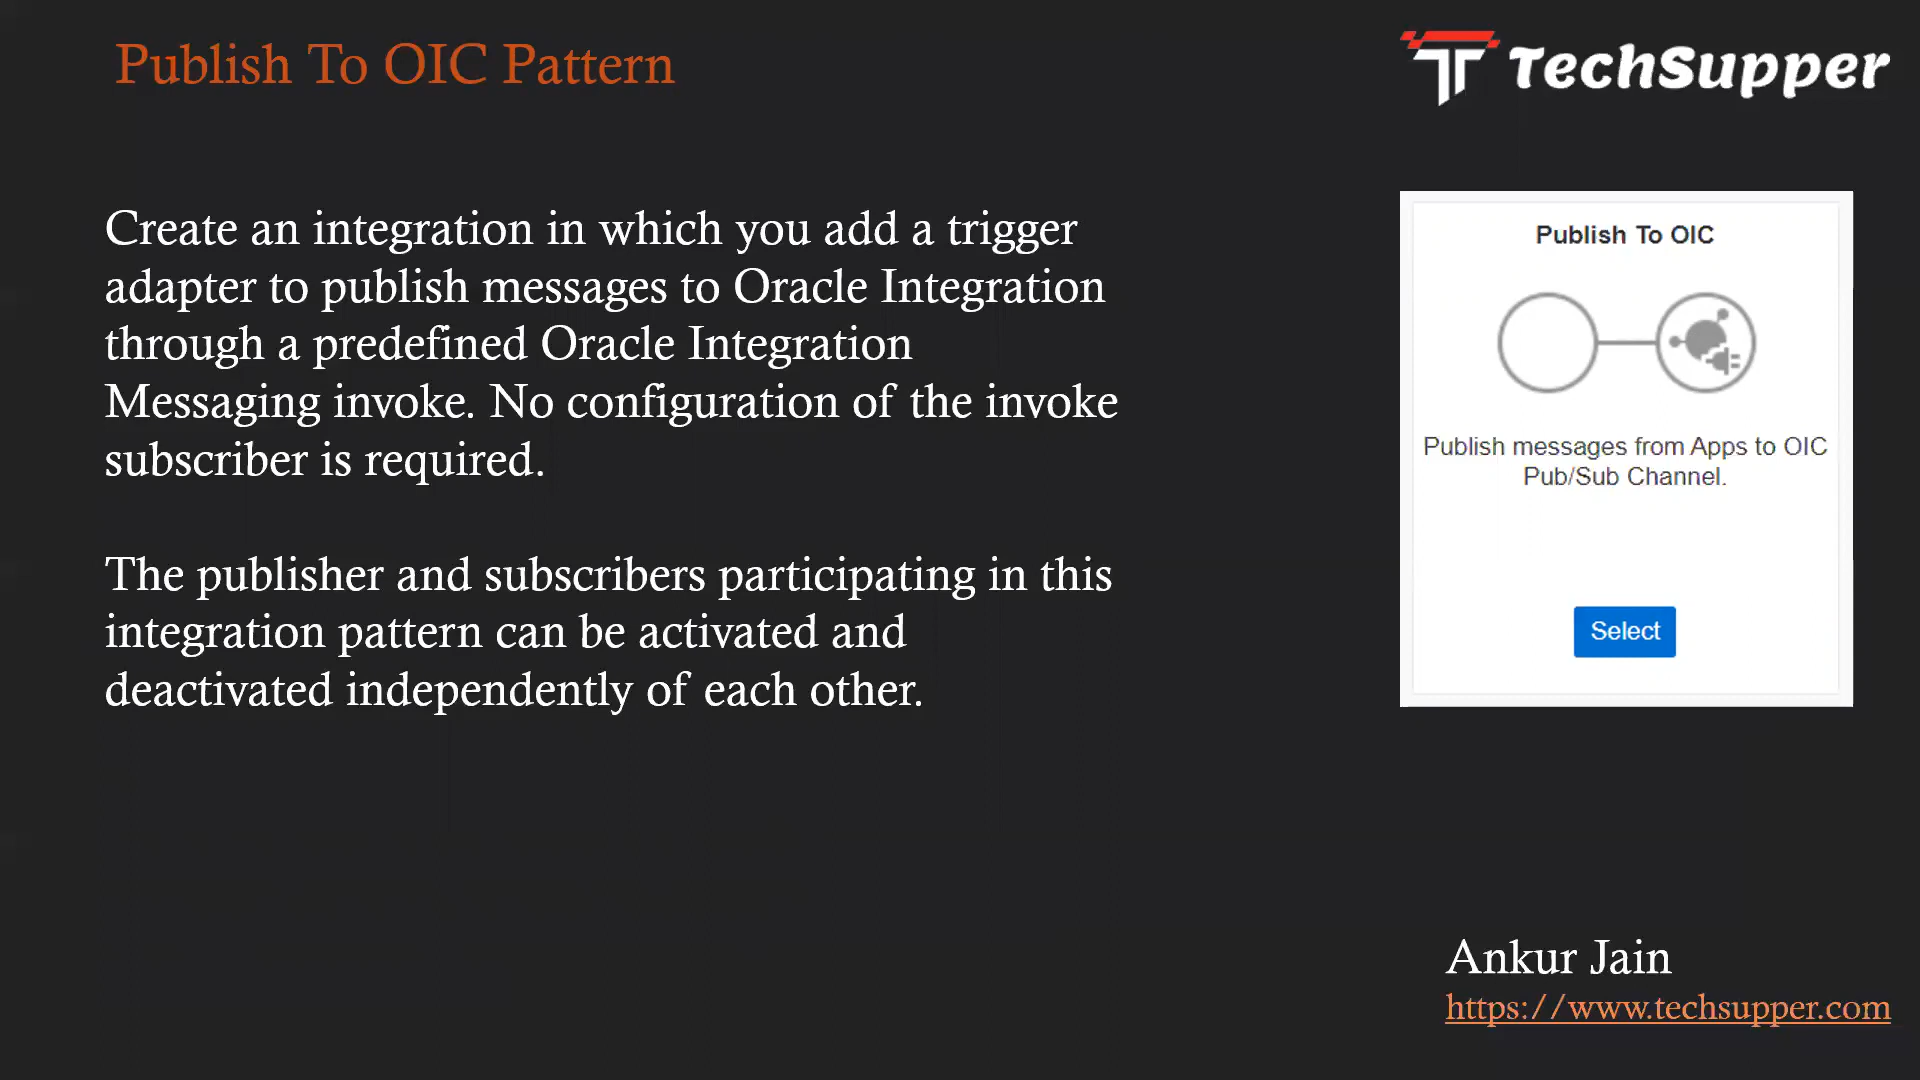 Publish To OIC Pattern
TechSupper
Create an integration in which you add a trigger
adapter to publish messages to Oracle Integration
through a predefined Oracle Integration
Messaging invoke. No configuration of the invoke
subscriber is required.
The publisher and subscribers participating in this
integration pattern can be activated and
deactivated independently of each other.
Publish To OIC
Publish messages from Apps to OIC
Pub/Sub Channel.
Select
Ankur Jain
https://www.techsupper.com